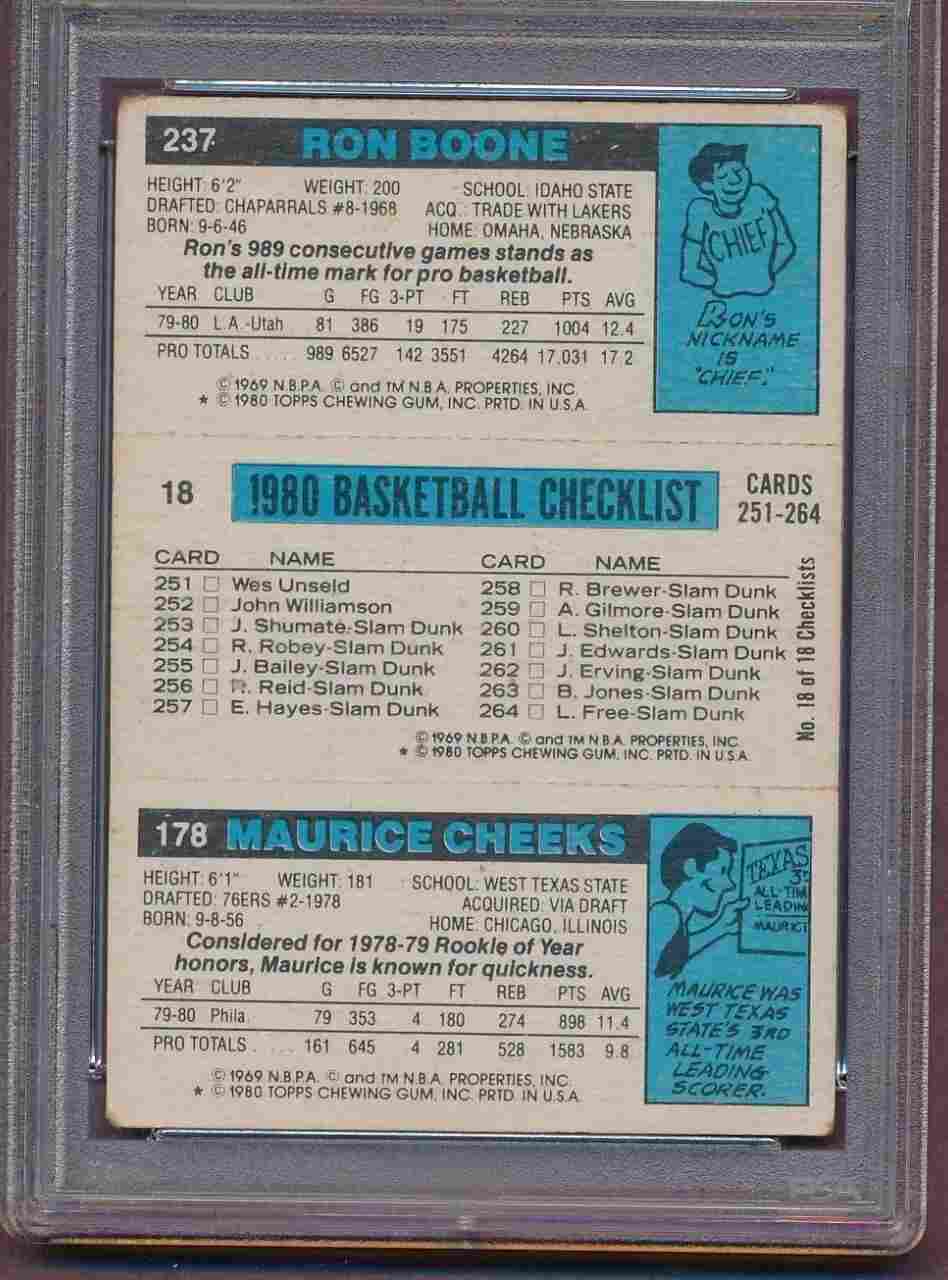 237 RON BOONE
HEIGHT: 6'2" WEIGHT: 200 SCHOOL: IDAHO STATE
DRAFTED: CHAPARRALS #8-1968 ACQ.: TRADE WITH LAKERS
BORN: 9-6-46 HOME: OMAHA, NEBRASKA
Ron's 989 consecutive games stands as
the all-time mark for pro basketball.
YEAR CLUB G FG 3-PT FT REB PTS AVG
79-80 L.A.-Utah 81 386 19 175 227 1004 12.4
PRO TOTALS..... 989 6527 142 3551 4264 17,031 17.2
© 1969 N.B.P.A. © and TM N.B.A. PROPERTIES, INC.
* © 1980 TOPPS CHEWING GUM, INC. PRTD. IN U.S.A.
CHIEF
RON'S
NICKNAME
IS
"CHIEF."
18 1980 BASKETBALL CHECKLIST CARDS
251-264
CARD NAME
251 □ Wes Unseld
252 □ John Williamson
253 □ J. Shumate-Slam Dunk
254 □ R. Robey-Slam Dunk
255 □ J. Bailey-Slam Dunk
256 □ R. Reid-Slam Dunk
257 □ E. Hayes-Slam Dunk
CARD NAME
258 □ R. Brewer-Slam Dunk
259 □ A. Gilmore-Slam Dunk
260 □ L. Shelton-Slam Dunk
261 □ J. Edwards-Slam Dunk
262 □ J. Erving-Slam Dunk
263 □ B. Jones-Slam Dunk
264 □ L. Free-Slam Dunk
No. 18 of 18 Checklists
© 1969 N.B.P.A. © and TM N.B.A. PROPERTIES, INC.
* © 1980 TOPPS CHEWING GUM, INC. PRTD. IN U.S.A.
178 MAURICE CHEEKS
HEIGHT: 6'1" WEIGHT: 181 SCHOOL: WEST TEXAS STATE
DRAFTED: 76ERS #2-1978 ACQUIRED: VIA DRAFT
BORN: 9-8-56 HOME: CHICAGO, ILLINOIS
Considered for 1978-79 Rookie of Year
honors, Maurice is known for quickness.
YEAR CLUB G FG 3-PT FT REB PTS AVG
79-80 Phila. 79 353 4 180 274 898 11.4
PRO TOTALS..... 161 645 4 281 528 1583 9.8
© 1969 N.B.P.A. © and TM N.B.A. PROPERTIES, INC.
* © 1980 TOPPS CHEWING GUM, INC. PRTD. IN U.S.A.
TEXAS
ALL-TIM
LEADIN
MAURIC
MAURICE WAS
WEST TEXAS
STATE'S 3RD
ALL-TIME
LEADING
SCORER.
PSA